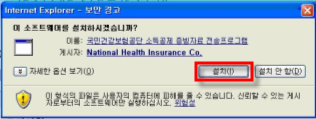 Internet Explorer - 보안 경고
이 소프트웨어를 설치하시겠습니까?
이름: 국민건강보험공단 소득공제 증빙자료 전송프로그램
게시자: National Health Insurance Co.
자세한 옵션 보기(O)
설치(I)
설치 안 함(D)
이 형식의 파일은 사용자의 컴퓨터에 피해를 줄 수 있습니다. 신뢰할 수 있는 게시
자로부터의 소프트웨어만 실행하십시오. 위험성